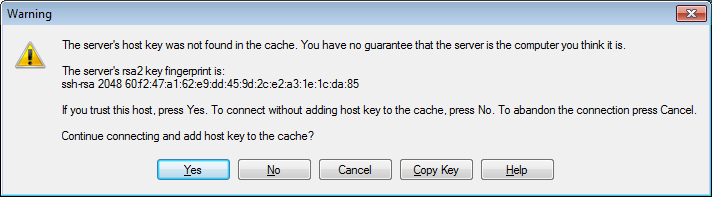 Warning
The server's host key was not found in the cache. You have no guarantee that the server is the computer you think it is.
The server's rsa2 key fingerprint is:
ssh-rsa 2048 60:f2:47:a1:62:e9:dd:45:9d:2c:e2:a3:1e:1c:da:85
If you trust this host, press Yes. To connect without adding host key to the cache, press No. To abandon the connection press Cancel.
Continue connecting and add host key to the cache?
Yes No Cancel Copy Key Help